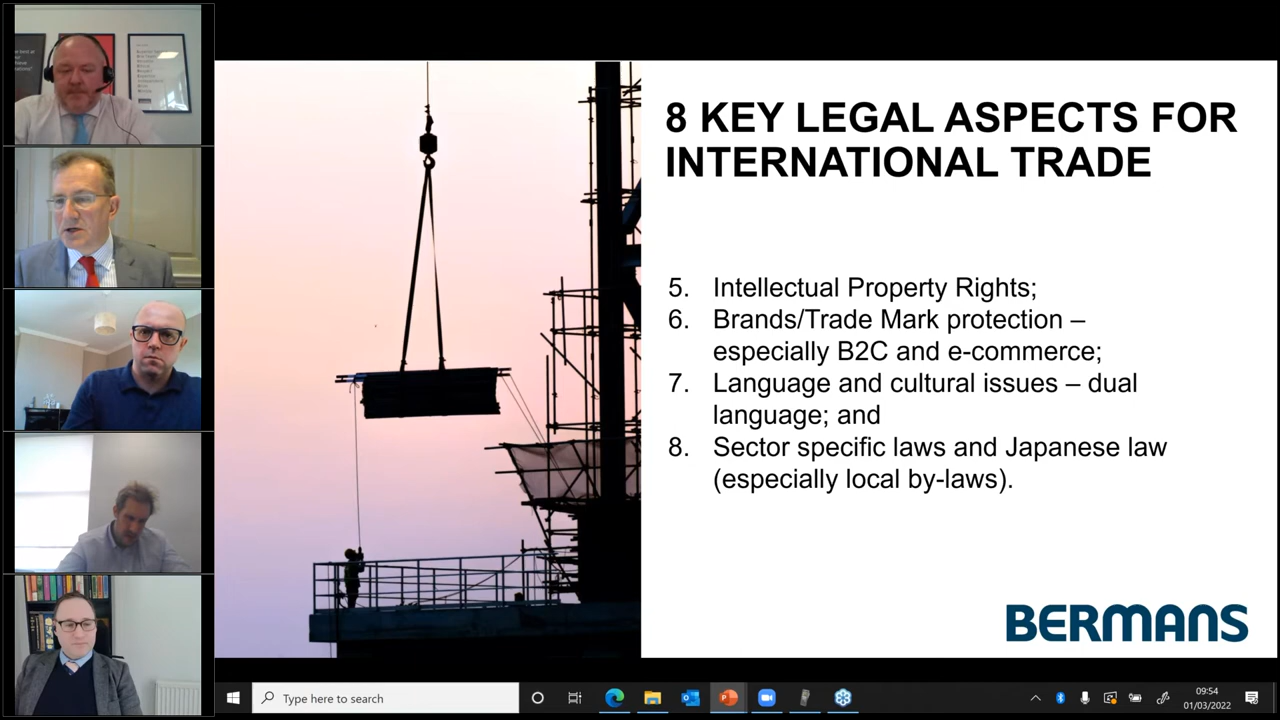 8 KEY LEGAL ASPECTS FOR
INTERNATIONAL TRADE
5. Intellectual Property Rights;
6. Brands/Trade Mark protection –
especially B2C and e-commerce;
7. Language and cultural issues – dual
language; and
8. Sector specific laws and Japanese law
(especially local by-laws).
BERMANS
Type here to search
09:54
01/03/2022